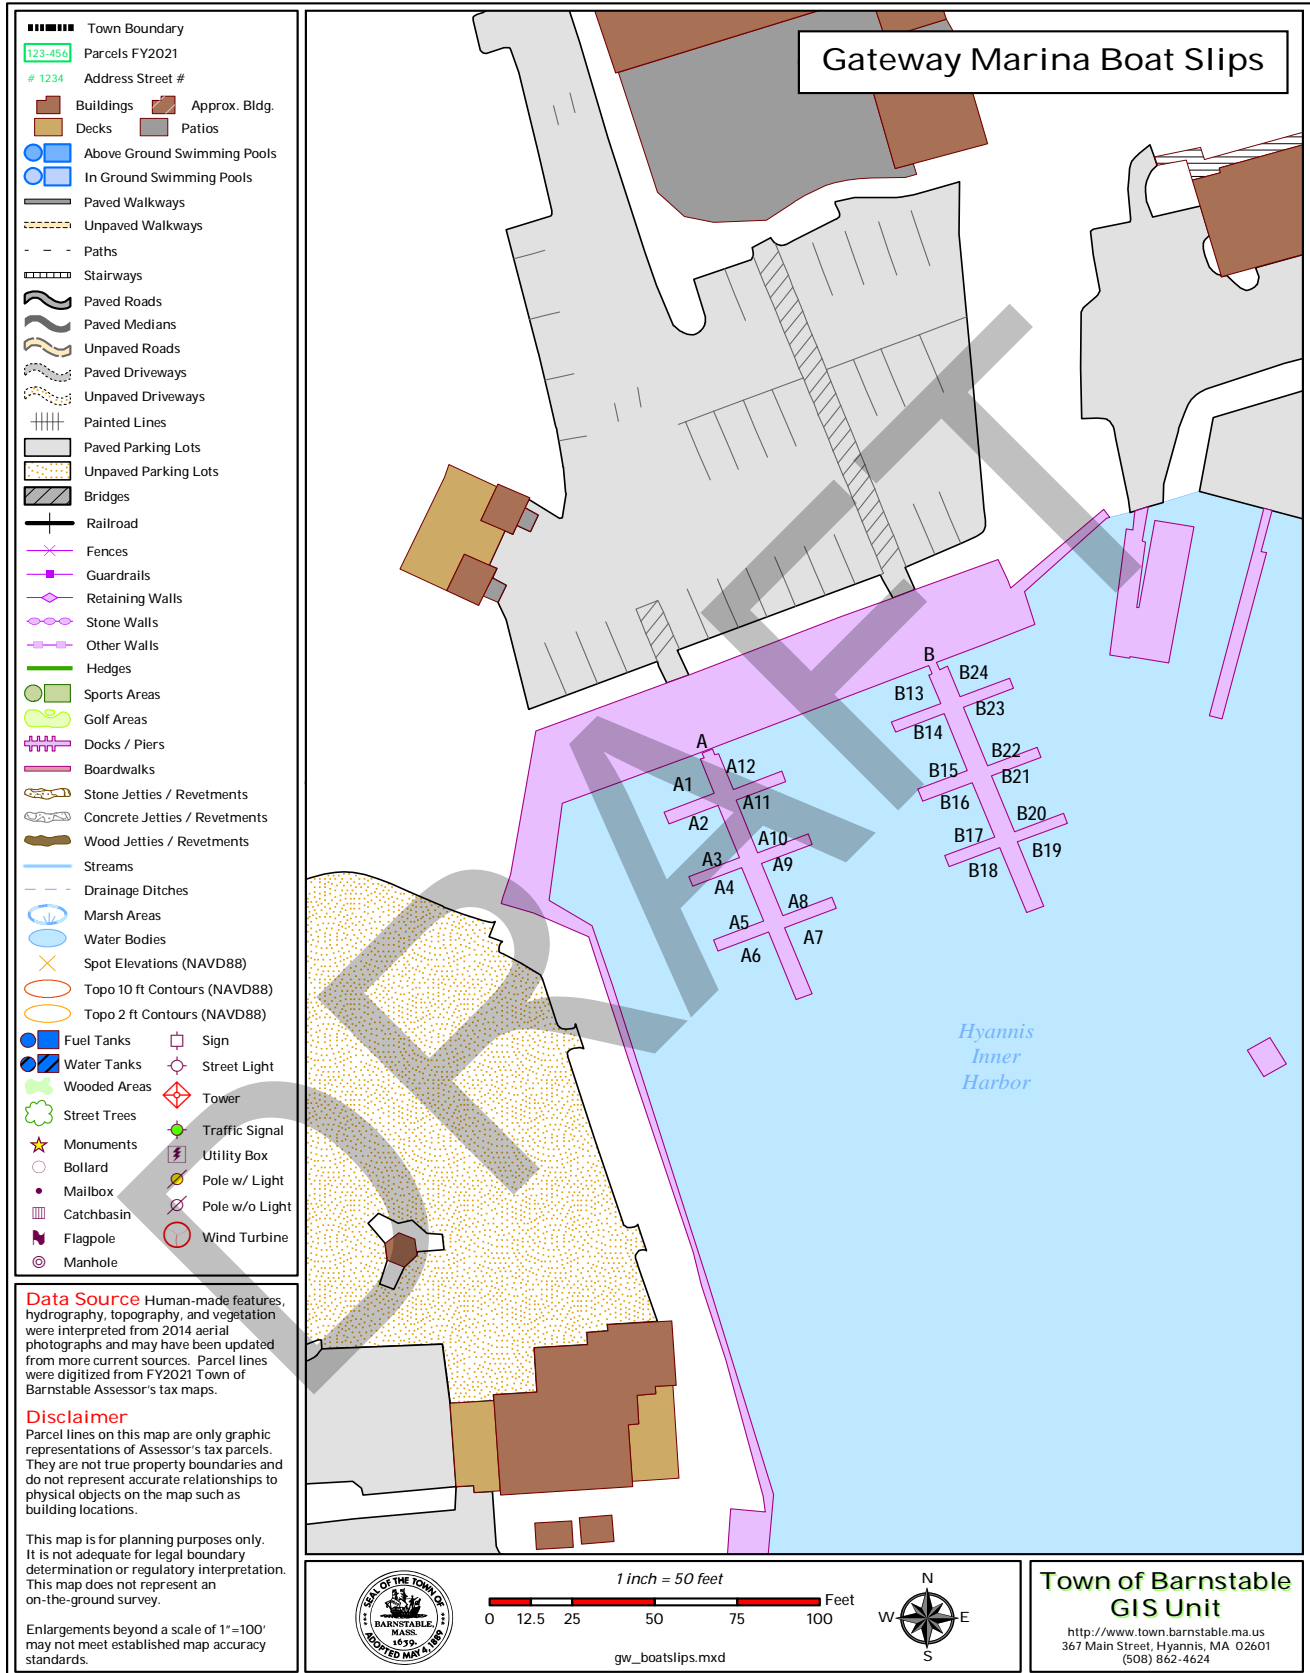 Gateway Marina Boat Slips
Town Boundary
123-456 Parcels FY2021
# 1234 Address Street #
Buildings Approx. Bldg.
Decks Patios
Above Ground Swimming Pools
In Ground Swimming Pools
Paved Walkways
Unpaved Walkways
Paths
Stairways
Paved Roads
Paved Medians
Unpaved Roads
Paved Driveways
Unpaved Driveways
Painted Lines
Paved Parking Lots
Unpaved Parking Lots
Bridges
Railroad
Fences
Guardrails
Retaining Walls
Stone Walls
Other Walls
Hedges
Sports Areas
Golf Areas
Docks / Piers
Boardwalks
Stone Jetties / Revetments
Concrete Jetties / Revetments
Wood Jetties / Revetments
Streams
Drainage Ditches
Marsh Areas
Water Bodies
Spot Elevations (NAVD88)
Topo 10 ft Contours (NAVD88)
Topo 2 ft Contours (NAVD88)
Fuel Tanks Sign
Water Tanks Street Light
Wooded Areas
Tower
Street Trees
Traffic Signal
Monuments
Utility Box
Bollard
Pole w/ Light
Mailbox
Pole w/o Light
Catchbasin
Flagpole Wind Turbine
Manhole
Data Source Human-made features,
hydrography, topography, and vegetation
were interpreted from 2014 aerial
photographs and may have been updated
from more current sources. Parcel lines
were digitized from FY2021 Town of
Barnstable Assessor's tax maps.
Disclaimer
Parcel lines on this map are only graphic
representations of Assessor's tax parcels.
They are not true property boundaries and
do not represent accurate relationships to
physical objects on the map such as
building locations.
This map is for planning purposes only.
It is not adequate for legal boundary
determination or regulatory interpretation.
This map does not represent an
on-the-ground survey.
Enlargements beyond a scale of 1"=100'
may not meet established map accuracy
standards.
DRAFT
A
A12
A1
A11
A2
A10
A3
A9
A4
A8
A5
A7
A6
B
B24
B13
B23
B14
B22
B15
B21
B16
B20
B17
B19
B18
Hyannis
Inner
Harbor
SEAL OF THE TOWN OF
BARNSTABLE,
MASS.
1639.
ADOPTED MAY 4, 1889
1 inch = 50 feet
Feet
0 12.5 25 50 75 100
gw_boatslips.mxd
N
W E
S
Town of Barnstable
GIS Unit
http://www.town.barnstable.ma.us
367 Main Street, Hyannis, MA 02601
(508) 862-4624